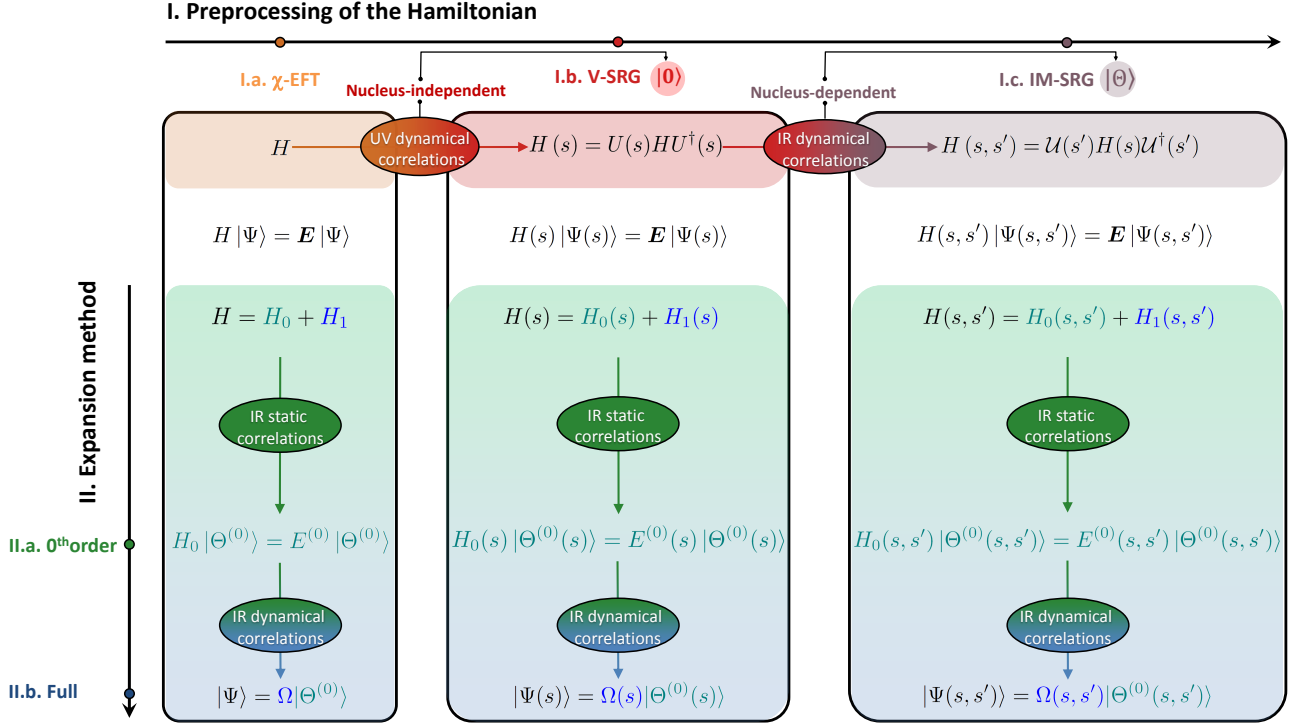 I. Preprocessing of the Hamiltonian
I.a. χ-EFT
I.b. V-SRG |0⟩
I.c. IM-SRG |Θ⟩
Nucleus-independent
Nucleus-dependent
H
UV dynamical
correlations
H(s) = U(s)HU†(s)
IR dynamical
correlations
H(s, s′) = 𝒰(s′)H(s)𝒰†(s′)
H |Ψ⟩ = E |Ψ⟩
H(s) |Ψ(s)⟩ = E |Ψ(s)⟩
H(s, s′) |Ψ(s, s′)⟩ = E |Ψ(s, s′)⟩
II. Expansion method
H = H₀ + H₁
H(s) = H₀(s) + H₁(s)
H(s, s′) = H₀(s, s′) + H₁(s, s′)
IR static
correlations
IR static
correlations
IR static
correlations
II.a. 0ᵗʰorder
H₀ |Θ⁽⁰⁾⟩ = E⁽⁰⁾ |Θ⁽⁰⁾⟩
H₀(s) |Θ⁽⁰⁾(s)⟩ = E⁽⁰⁾(s) |Θ⁽⁰⁾(s)⟩
H₀(s, s′) |Θ⁽⁰⁾(s, s′)⟩ = E⁽⁰⁾(s, s′) |Θ⁽⁰⁾(s, s′)⟩
IR dynamical
correlations
IR dynamical
correlations
IR dynamical
correlations
II.b. Full
|Ψ⟩ = Ω|Θ⁽⁰⁾⟩
|Ψ(s)⟩ = Ω(s)|Θ⁽⁰⁾(s)⟩
|Ψ(s, s′)⟩ = Ω(s, s′)|Θ⁽⁰⁾(s, s′)⟩